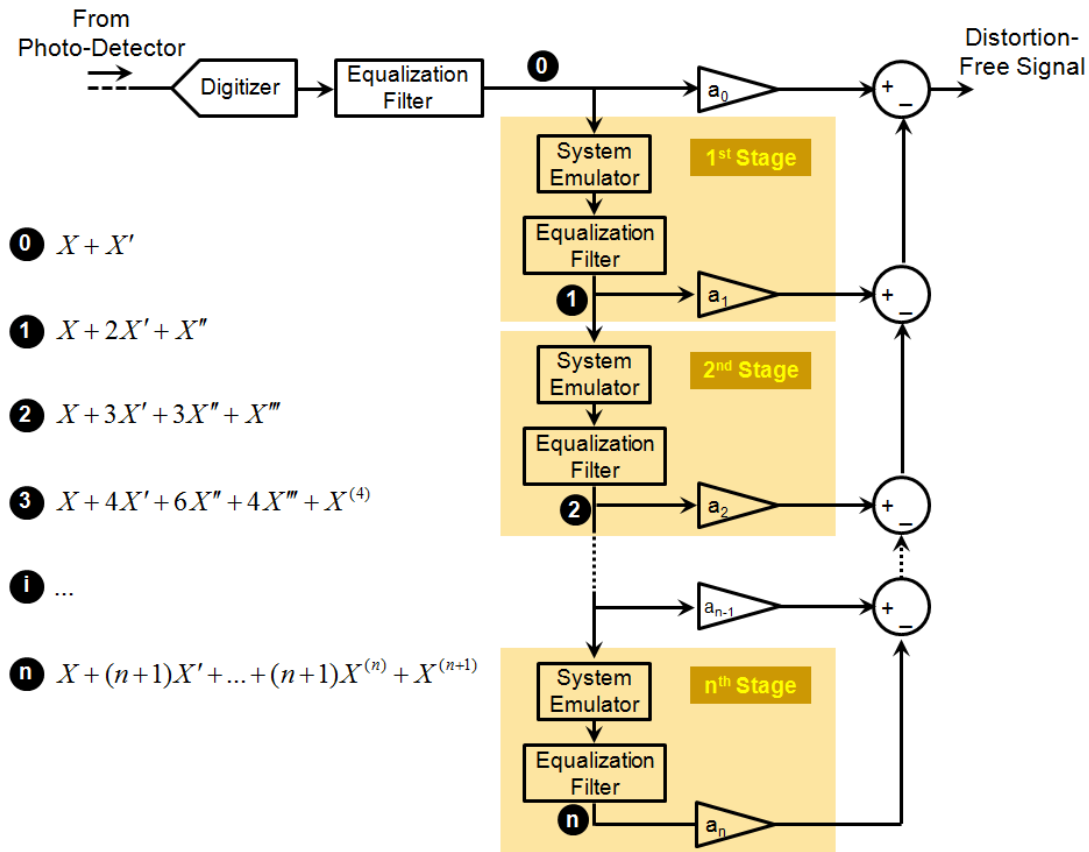 From
Photo-Detector
Digitizer
Equalization
Filter
0
a₀
+
−
Distortion-
Free Signal
System
Emulator
1ˢᵗ Stage
Equalization
Filter
1
a₁
+
−
System
Emulator
2ⁿᵈ Stage
Equalization
Filter
2
a₂
+
−
aₙ₋₁
+
−
System
Emulator
nᵗʰ Stage
Equalization
Filter
n
aₙ
0 X + X′
1 X + 2X′ + X″
2 X + 3X′ + 3X″ + X‴
3 X + 4X′ + 6X″ + 4X‴ + X⁽⁴⁾
i ...
n X + (n+1)X′ + ... + (n+1)X⁽ⁿ⁾ + X⁽ⁿ⁺¹⁾